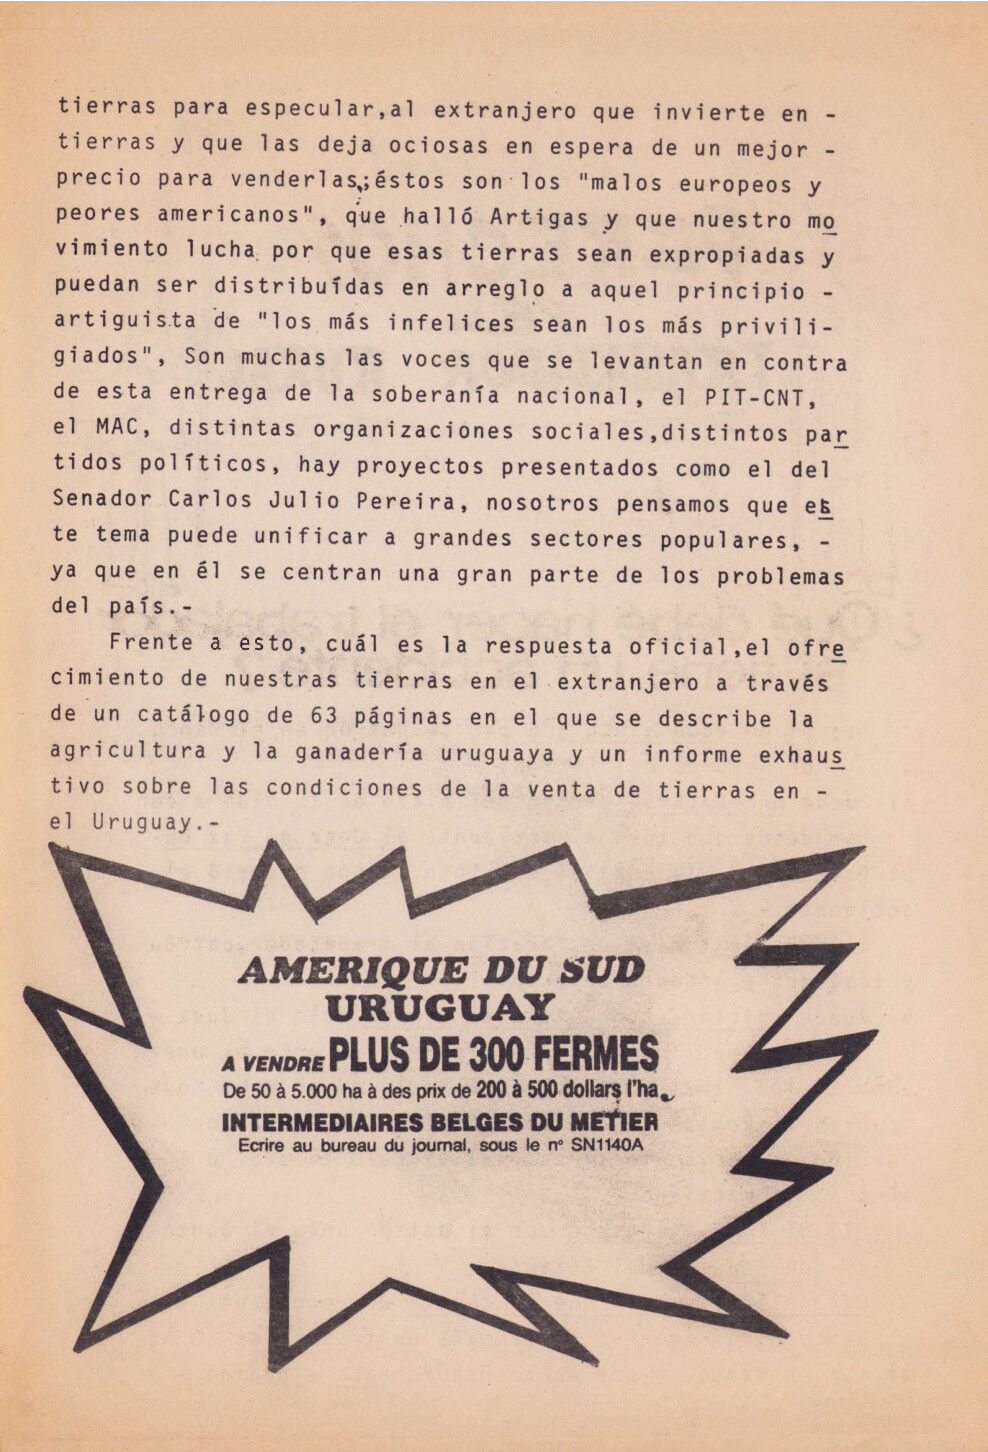 tierras para especular,al extranjero que invierte en -
tierras y que las deja ociosas en espera de un mejor -
precio para venderlas,;éstos son los "malos europeos y
peores americanos", que halló Artigas y que nuestro mo
vimiento lucha por que esas tierras sean expropiadas y
puedan ser distribuídas en arreglo a aquel principio -
artiguista de "los más infelices sean los más privili-
giados", Son muchas las voces que se levantan en contra
de esta entrega de la soberanía nacional, el PIT-CNT,
el MAC, distintas organizaciones sociales,distintos par
tidos políticos, hay proyectos presentados como el del
Senador Carlos Julio Pereira, nosotros pensamos que es
te tema puede unificar a grandes sectores populares, -
ya que en él se centran una gran parte de los problemas
del país.-
Frente a esto, cuál es la respuesta oficial,el ofre
cimiento de nuestras tierras en el extranjero a través
de un catálogo de 63 páginas en el que se describe la
agricultura y la ganadería uruguaya y un informe exhaus
tivo sobre las condiciones de la venta de tierras en -
el Uruguay.-
AMERIQUE DU SUD
URUGUAY
A VENDRE PLUS DE 300 FERMES
De 50 à 5.000 ha à des prix de 200 à 500 dollars l'ha.
INTERMEDIAIRES BELGES DU METIER
Ecrire au bureau du journal, sous le n° SN1140A